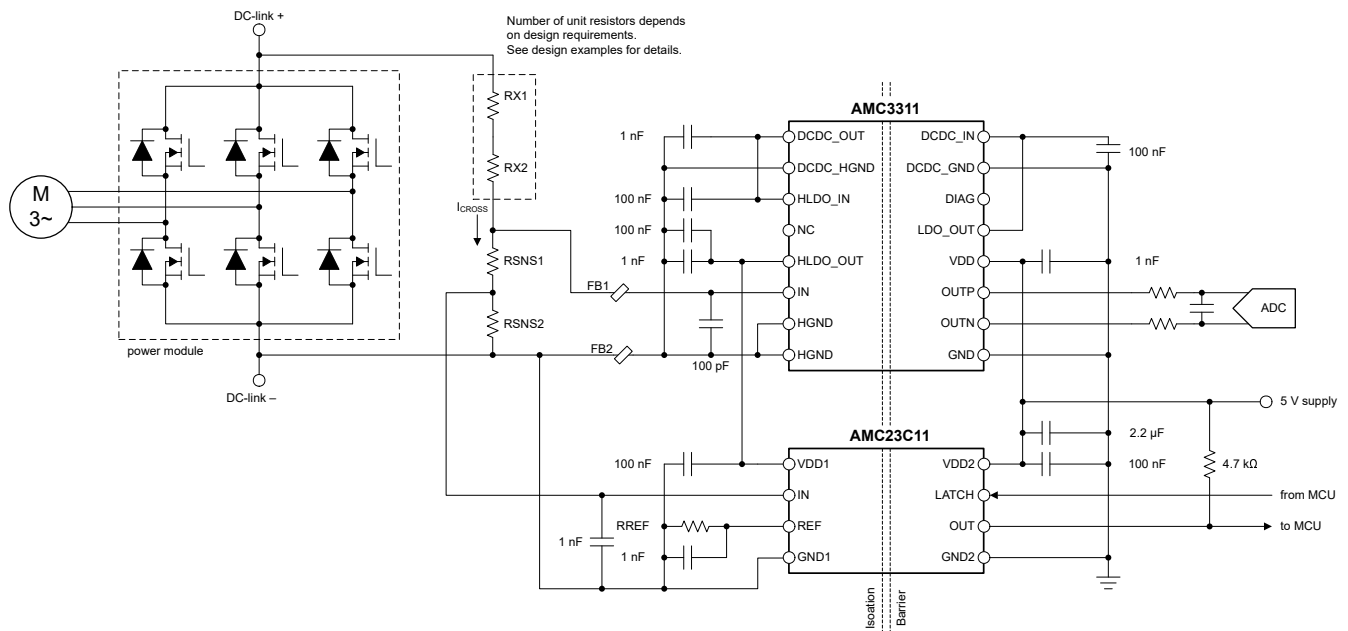 DC-link +
Number of unit resistors depends
on design requirements.
See design examples for details.
RX1
RX2
ICROSS
RSNS1
RSNS2
M
3~
power module
DC-link –
FB1
FB2
1 nF
100 nF
100 nF
1 nF
100 pF
AMC3311
DCDC_OUT
DCDC_HGND
HLDO_IN
NC
HLDO_OUT
IN
HGND
HGND
DCDC_IN
DCDC_GND
DIAG
LDO_OUT
VDD
OUTP
OUTN
GND
100 nF
1 nF
ADC
5 V supply
2.2 µF
100 nF
4.7 kΩ
AMC23C11
100 nF
RREF
1 nF
1 nF
VDD1
IN
REF
GND1
VDD2
LATCH
OUT
GND2
from MCU
to MCU
Isoation
Barrier